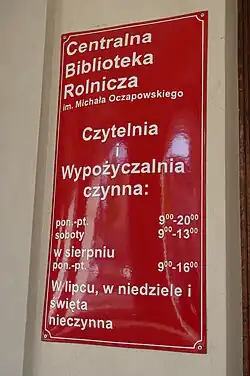 Centralna
Biblioteka
Rolnicza
im. Michała Oczapowskiego
Czytelnia
i
Wypożyczalnia
czynna:
pon.-pt. 9⁰⁰-20⁰⁰
soboty 9⁰⁰-13⁰⁰
w sierpniu
pon.-pt. 9⁰⁰-16⁰⁰
W lipcu, w niedziele i
święta
nieczynna